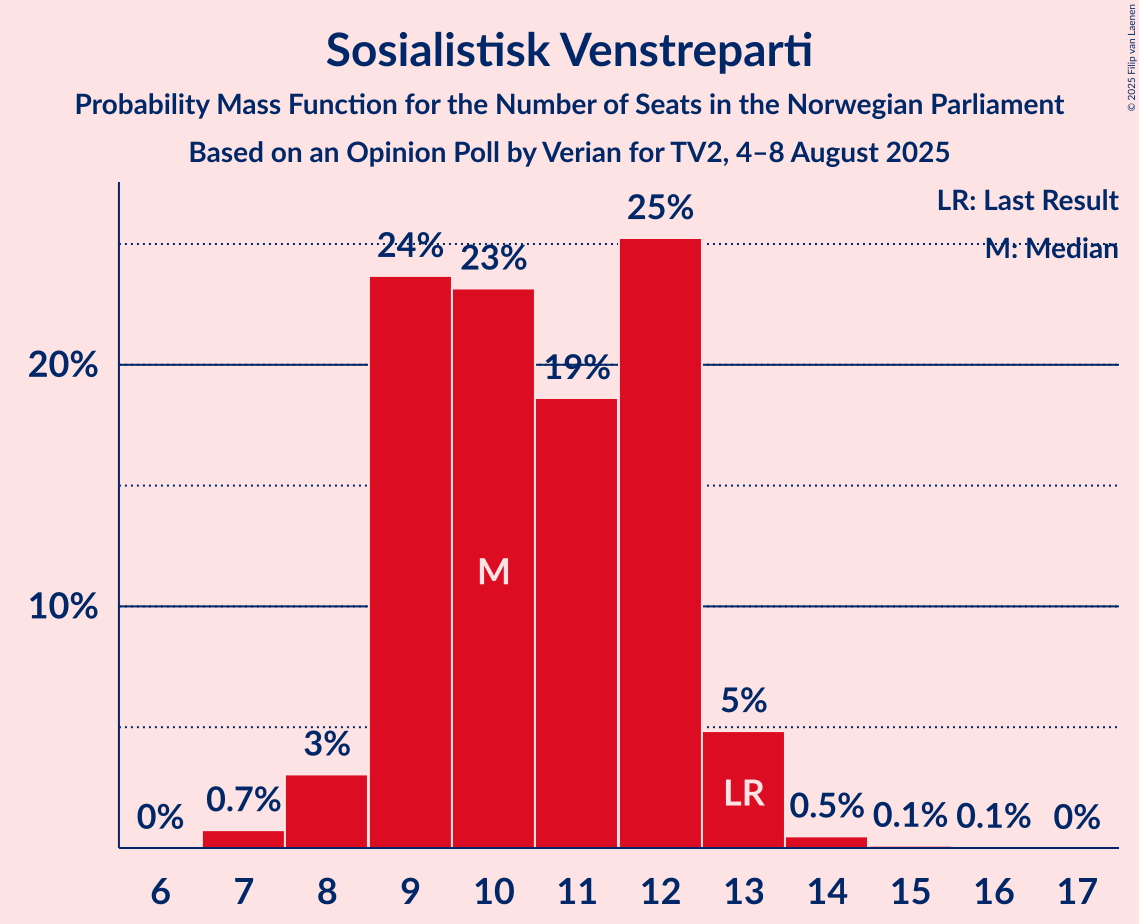 Sosialistisk Venstreparti
Probability Mass Function for the Number of Seats in the Norwegian Parliament
Based on an Opinion Poll by Verian for TV2, 4–8 August 2025
© 2025 Filip van Laenen
LR: Last Result
M: Median
20%
10%
0%
0.7%
3%
24%
23%
19%
25%
5%
0.5%
0.1%
0.1%
0%
M
LR
6 7 8 9 10 11 12 13 14 15 16 17